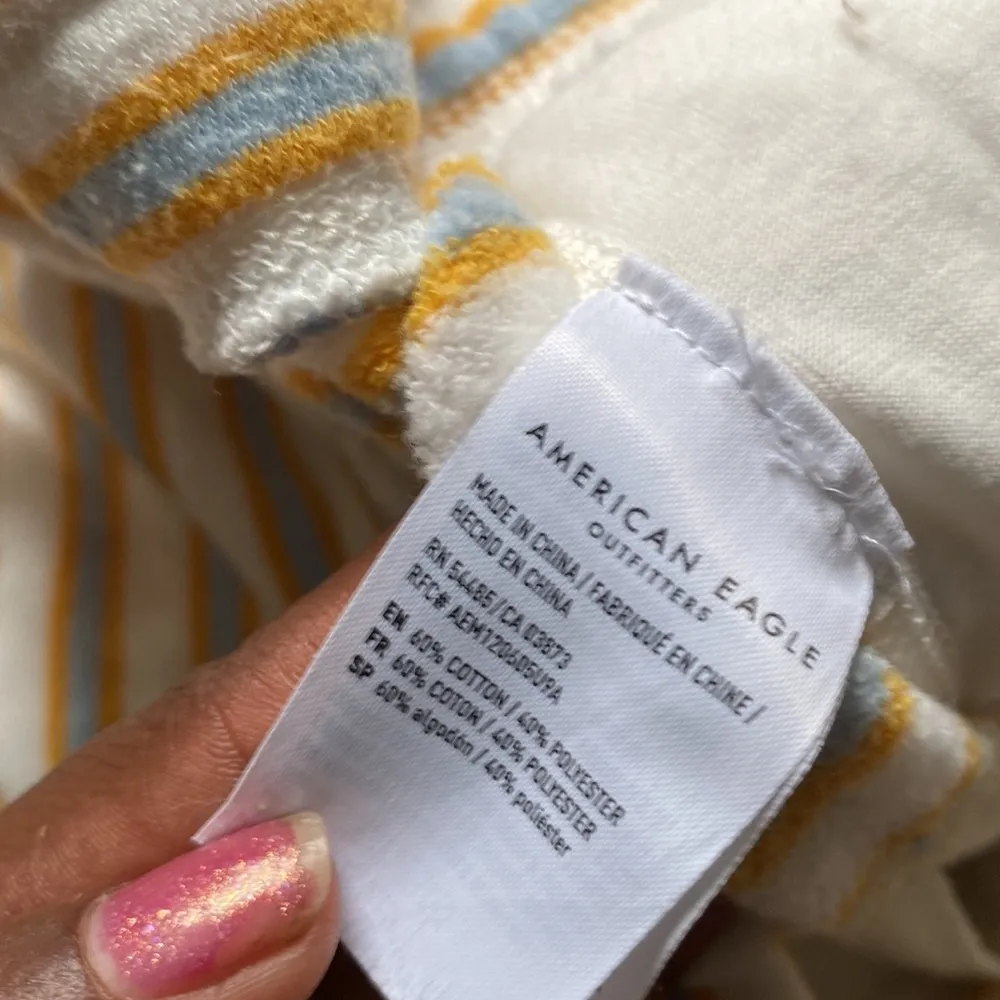 AMERICAN EAGLE
OUTFITTERS
MADE IN CHINA / FABRIQUÉ EN CHINE /
HECHO EN CHINA
RN 54485 / CA 03873
RFC# AEM120605U9A
EN 60% COTTON / 40% POLYESTER
FR 60% COTON / 40% POLYESTER
SP 60% algodón / 40% poliéster